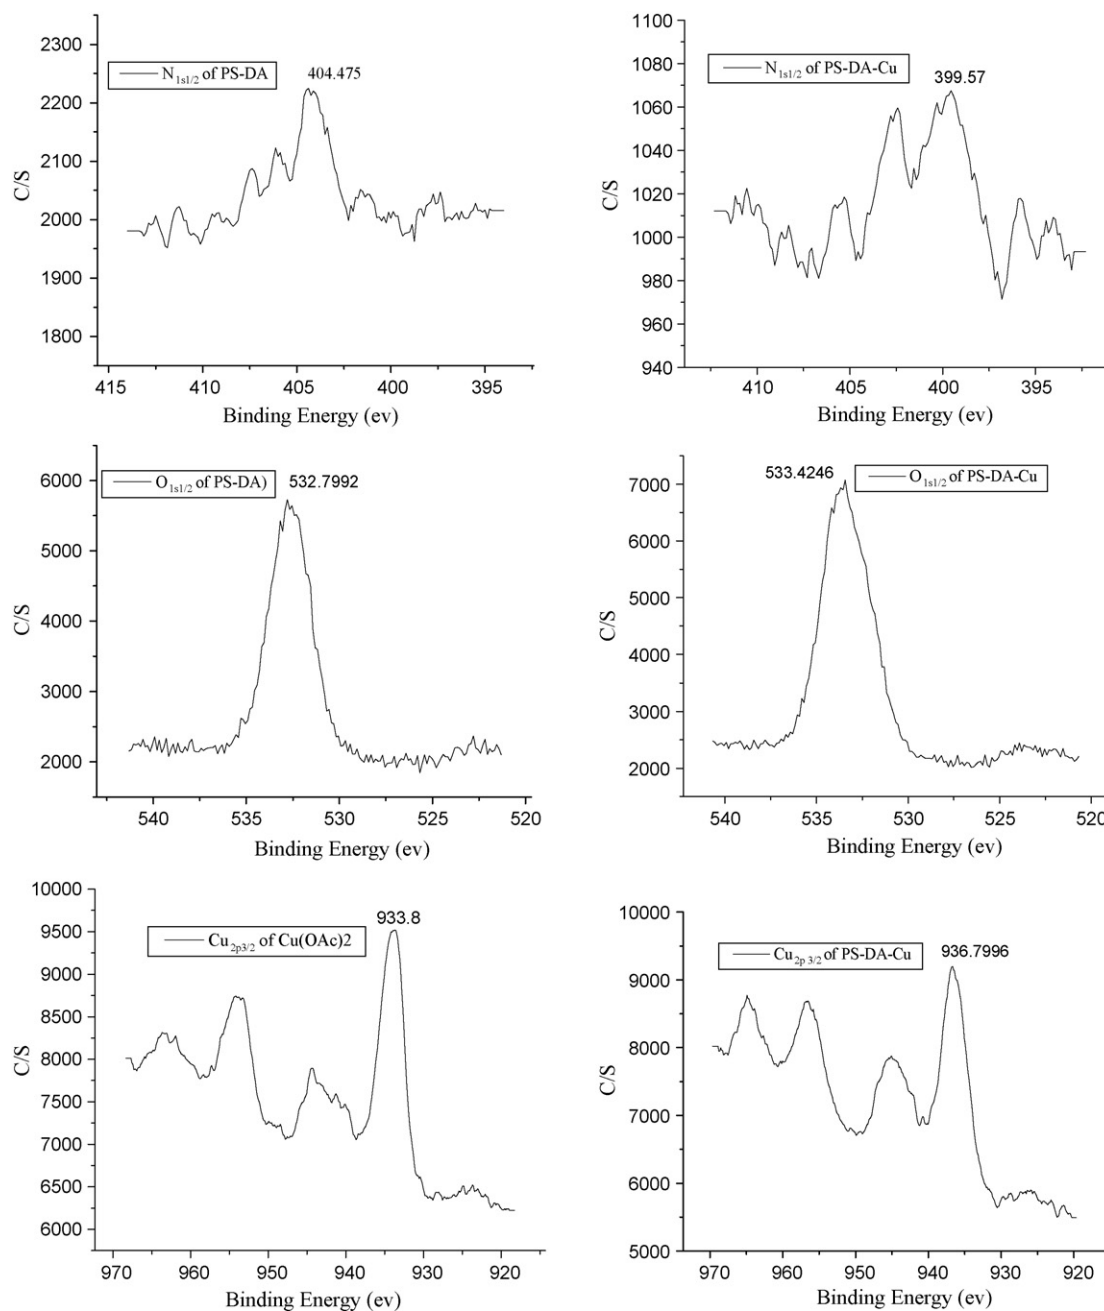 N1s1/2 of PS-DA
404.475
2300
2200
2100
2000
1900
1800
C/S
415 410 405 400 395
Binding Energy (ev)
N1s1/2 of PS-DA-Cu
399.57
1100
1080
1060
1040
1020
1000
980
960
940
C/S
410 405 400 395
Binding Energy (ev)
O1s1/2 of PS-DA)
532.7992
6000
5000
4000
3000
2000
C/S
540 535 530 525 520
Binding Energy (ev)
533.4246
O1s1/2 of PS-DA-Cu
7000
6000
5000
4000
3000
2000
C/S
540 535 530 525 520
Binding Energy (ev)
Cu2p3/2 of Cu(OAc)2
933.8
10000
9500
9000
8500
8000
7500
7000
6500
6000
C/S
970 960 950 940 930 920
Binding Energy (ev)
Cu2p 3/2 of PS-DA-Cu
936.7996
10000
9000
8000
7000
6000
5000
C/S
970 960 950 940 930 920
Binding Energy (ev)